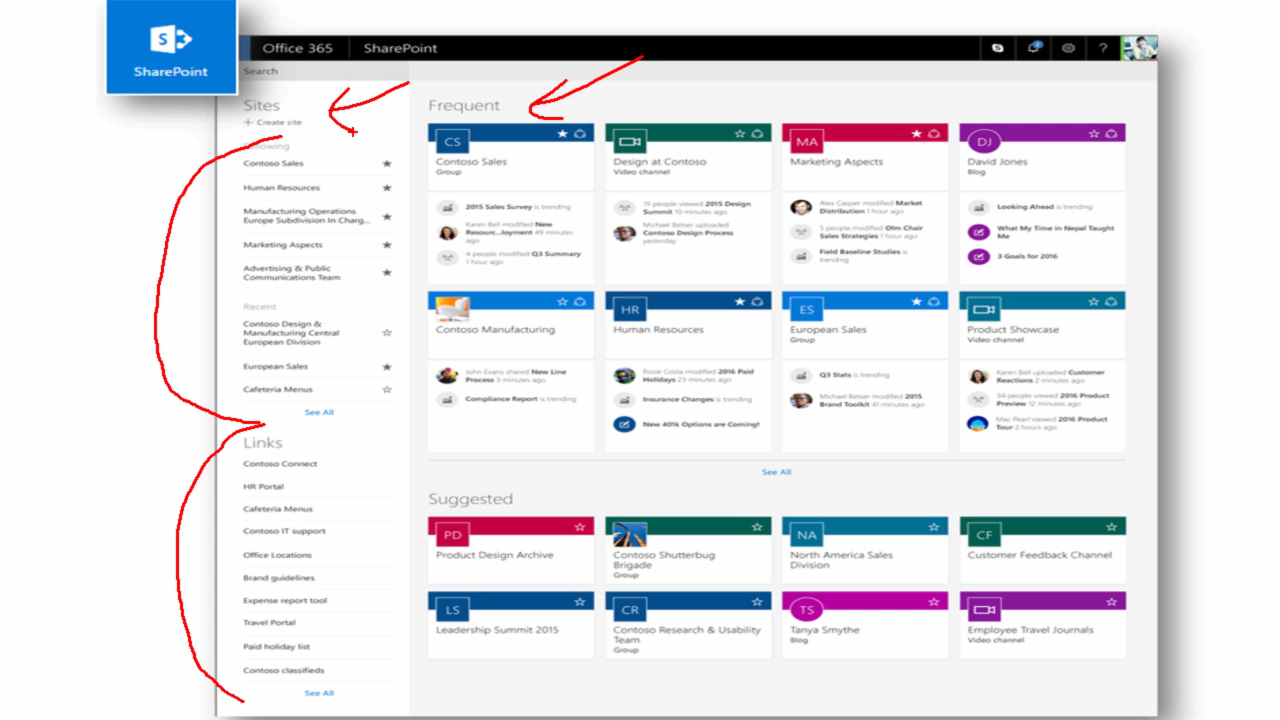 S
SharePoint
Office 365
SharePoint
?
Search
Sites
+ Create site
Following
Contoso Sales
Human Resources
Manufacturing Operations
Europe Subdivision In Charg...
Marketing Aspects
Advertising & Public
Communications Team
Recent
Contoso Design &
Manufacturing Central
European Division
European Sales
Cafeteria Menus
See All
Links
Contoso Connect
HR Portal
Cafeteria Menus
Contoso IT support
Office Locations
Brand guidelines
Expense report tool
Travel Portal
Paid holiday list
Contoso classifieds
See All
Frequent
CS
Contoso Sales
Group
2015 Sales Survey is trending
Karen Bell modified New
Resourc...loyment 49 minutes
ago
4 people modified Q3 Summary
1 hour ago
Design at Contoso
Video channel
19 people viewed 2015 Design
Summit 10 minutes ago
Michael Betser uploaded
Contoso Design Process
yesterday
MA
Marketing Aspects
Alex Casper modified Market
Distribution 1 hour ago
5 people modified Olm Chair
Sales Strategies 1 hour ago
Field Baseline Studies is
trending
DJ
David Jones
Blog
Looking Ahead is trending
What My Time in Nepal Taught
Me
3 Goals for 2016
Contoso Manufacturing
John Evans shared New Line
Process 3 minutes ago
Compliance Report is trending
HR
Human Resources
Rosie Costa modified 2016 Paid
Holidays 23 minutes ago
Insurance Changes is trending
New 401k Options are Coming!
ES
European Sales
Group
Q3 Stats is trending
Michael Betser modified 2015
Brand Toolkit 41 minutes ago
Product Showcase
Video channel
Karen Bell uploaded Customer
Reactions 2 minutes ago
34 people viewed 2016 Product
Preview 12 minutes ago
Mac Pearl viewed 2016 Product
Tour 2 hours ago
See All
Suggested
PD
Product Design Archive
Contoso Shutterbug
Brigade
Group
NA
North America Sales
Division
CF
Customer Feedback Channel
LS
Leadership Summit 2015
CR
Contoso Research & Usability
Team
Group
TS
Tanya Smythe
Blog
Employee Travel Journals
Video channel